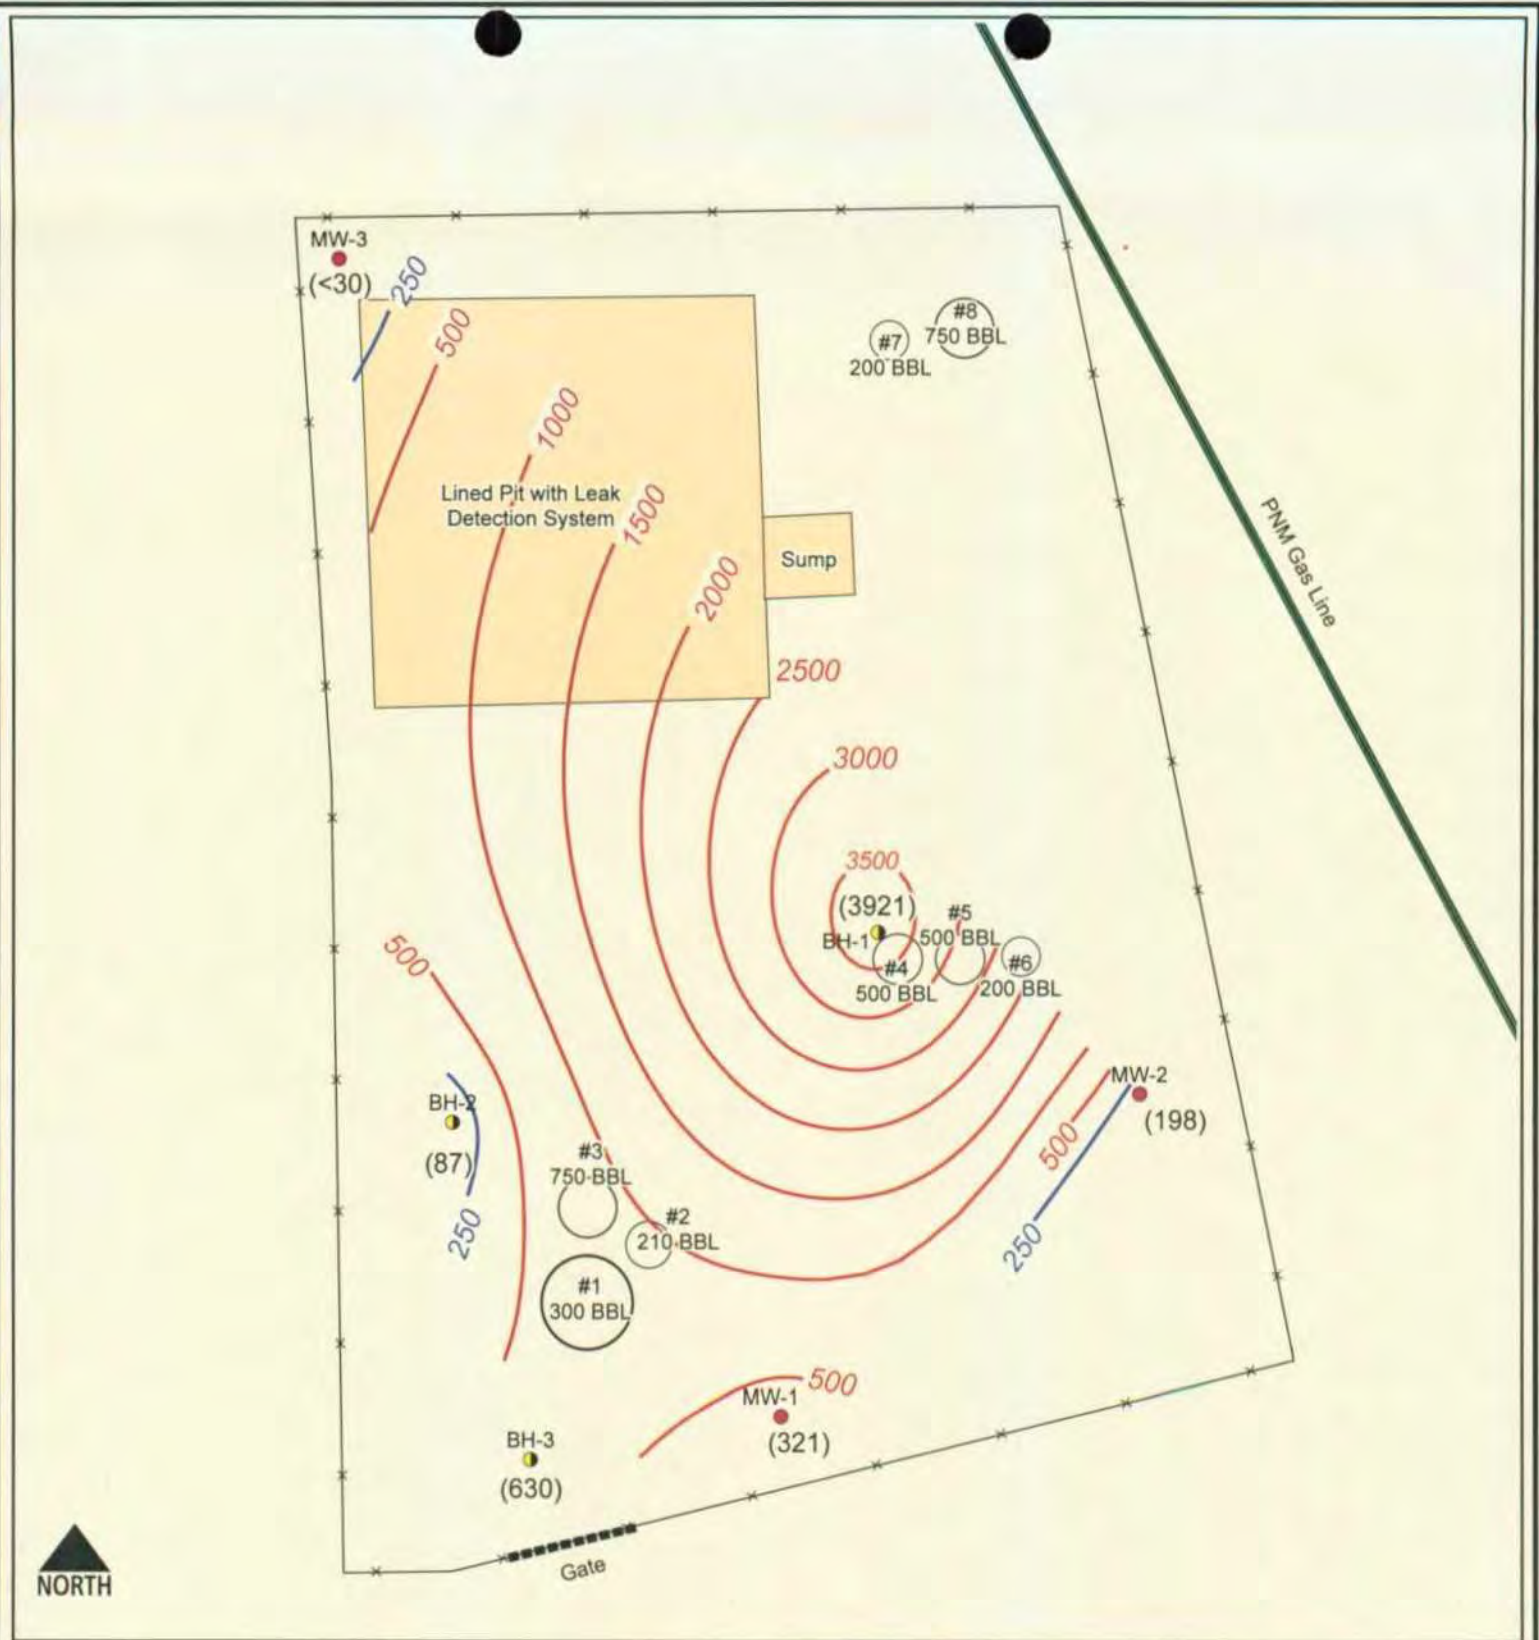 MW-3
(<30)
250
500
#8
750 BBL
#7
200 BBL
1000
Lined Pit with Leak
Detection System
1500
Sump
2000
PNM Gas Line
2500
3000
3500
(3921)
BH-1
#5
500 BBL
#4
500 BBL
#6
200 BBL
500
BH-2
(87)
250
MW-2
(198)
500
250
#3
750 BBL
#2
210 BBL
#1
300 BBL
500
MW-1
(321)
BH-3
(630)
Gate
NORTH